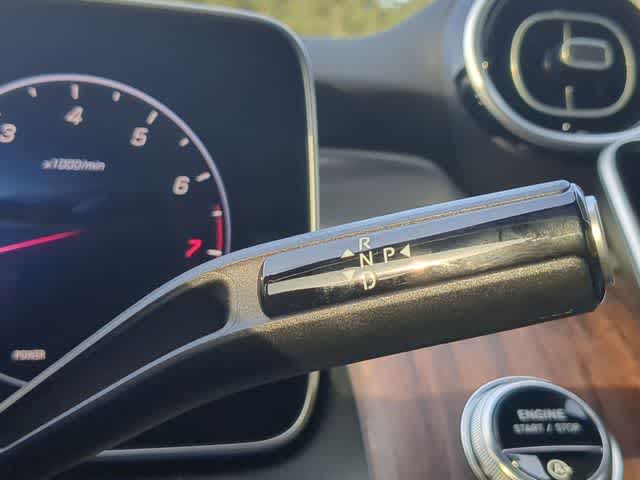 3 4 5 6 7
x1000/min
POWER
R
N P
D
ENGINE
START / STOP
A